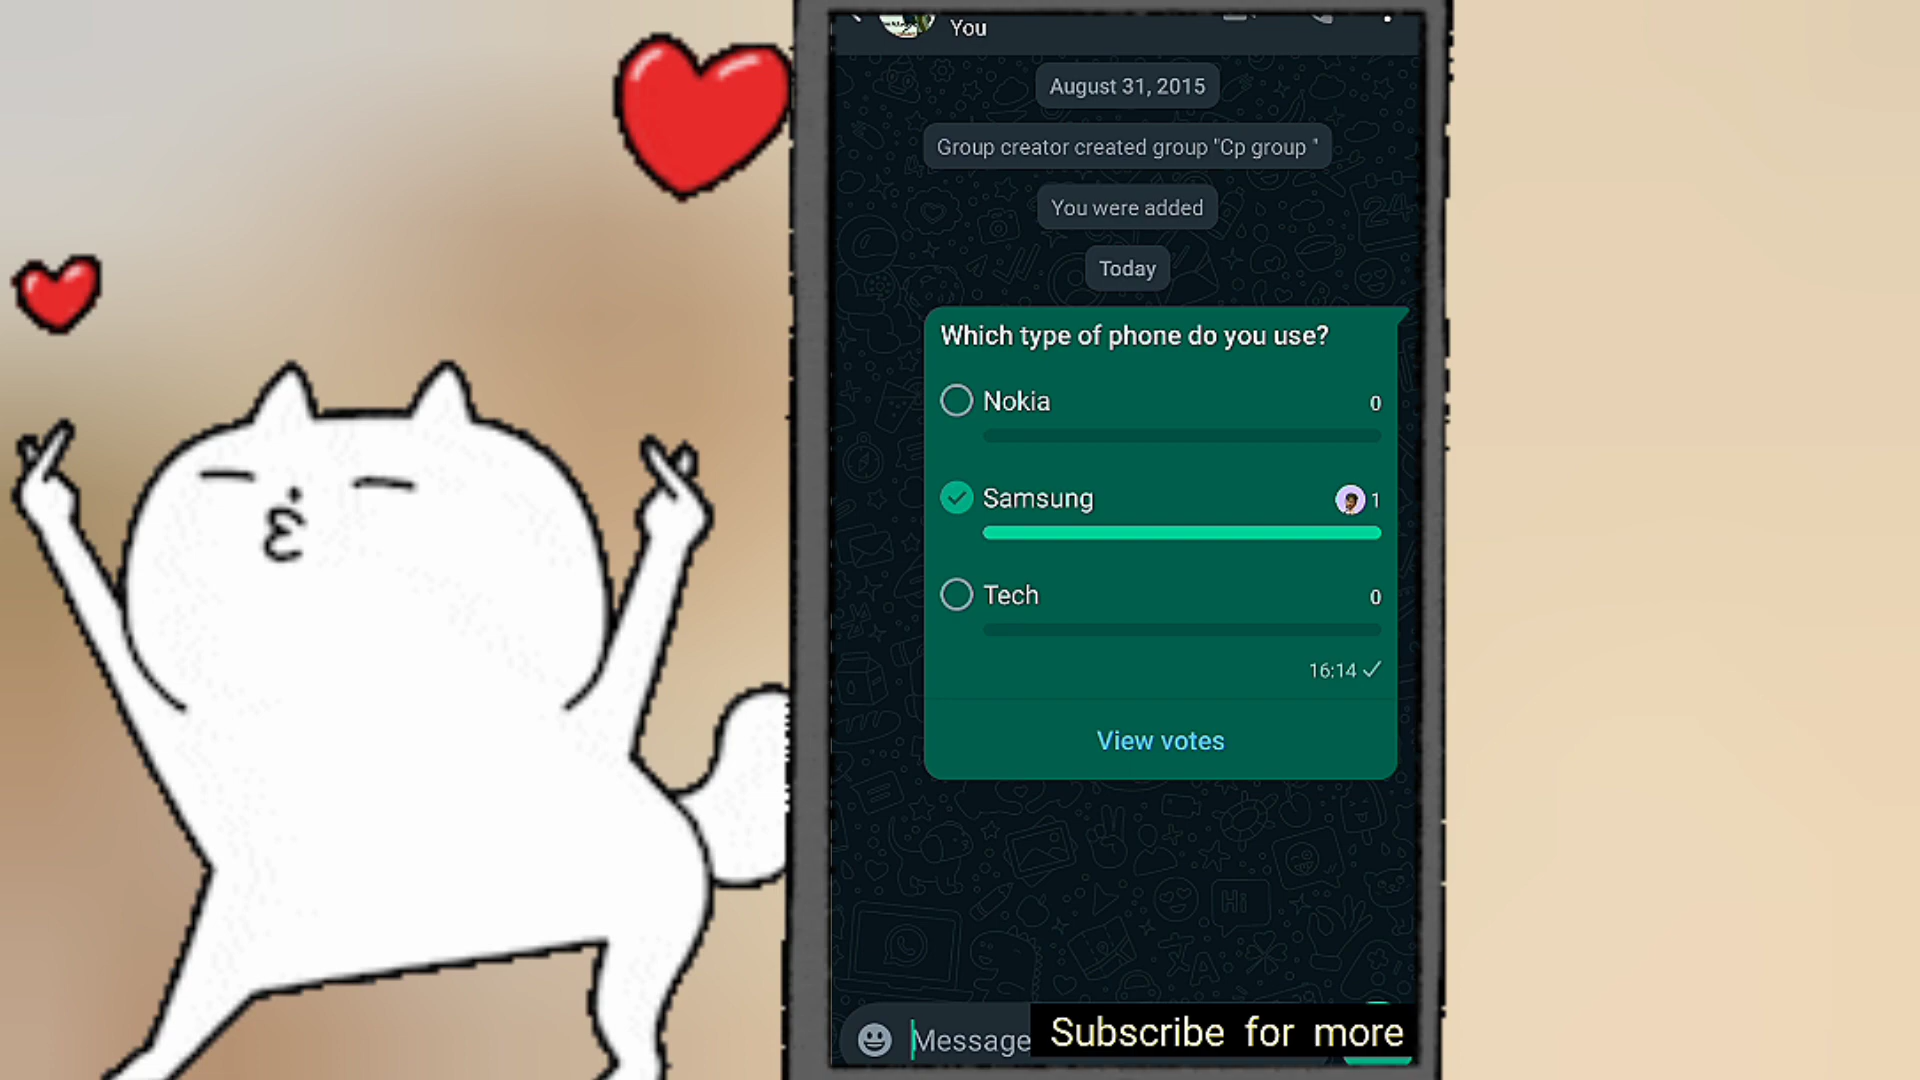 You
August 31, 2015
Group creator created group "Cp group "
You were added
Today
Which type of phone do you use?
Nokia 0
Samsung 1
Tech 0
16:14
View votes
Message
Subscribe for more